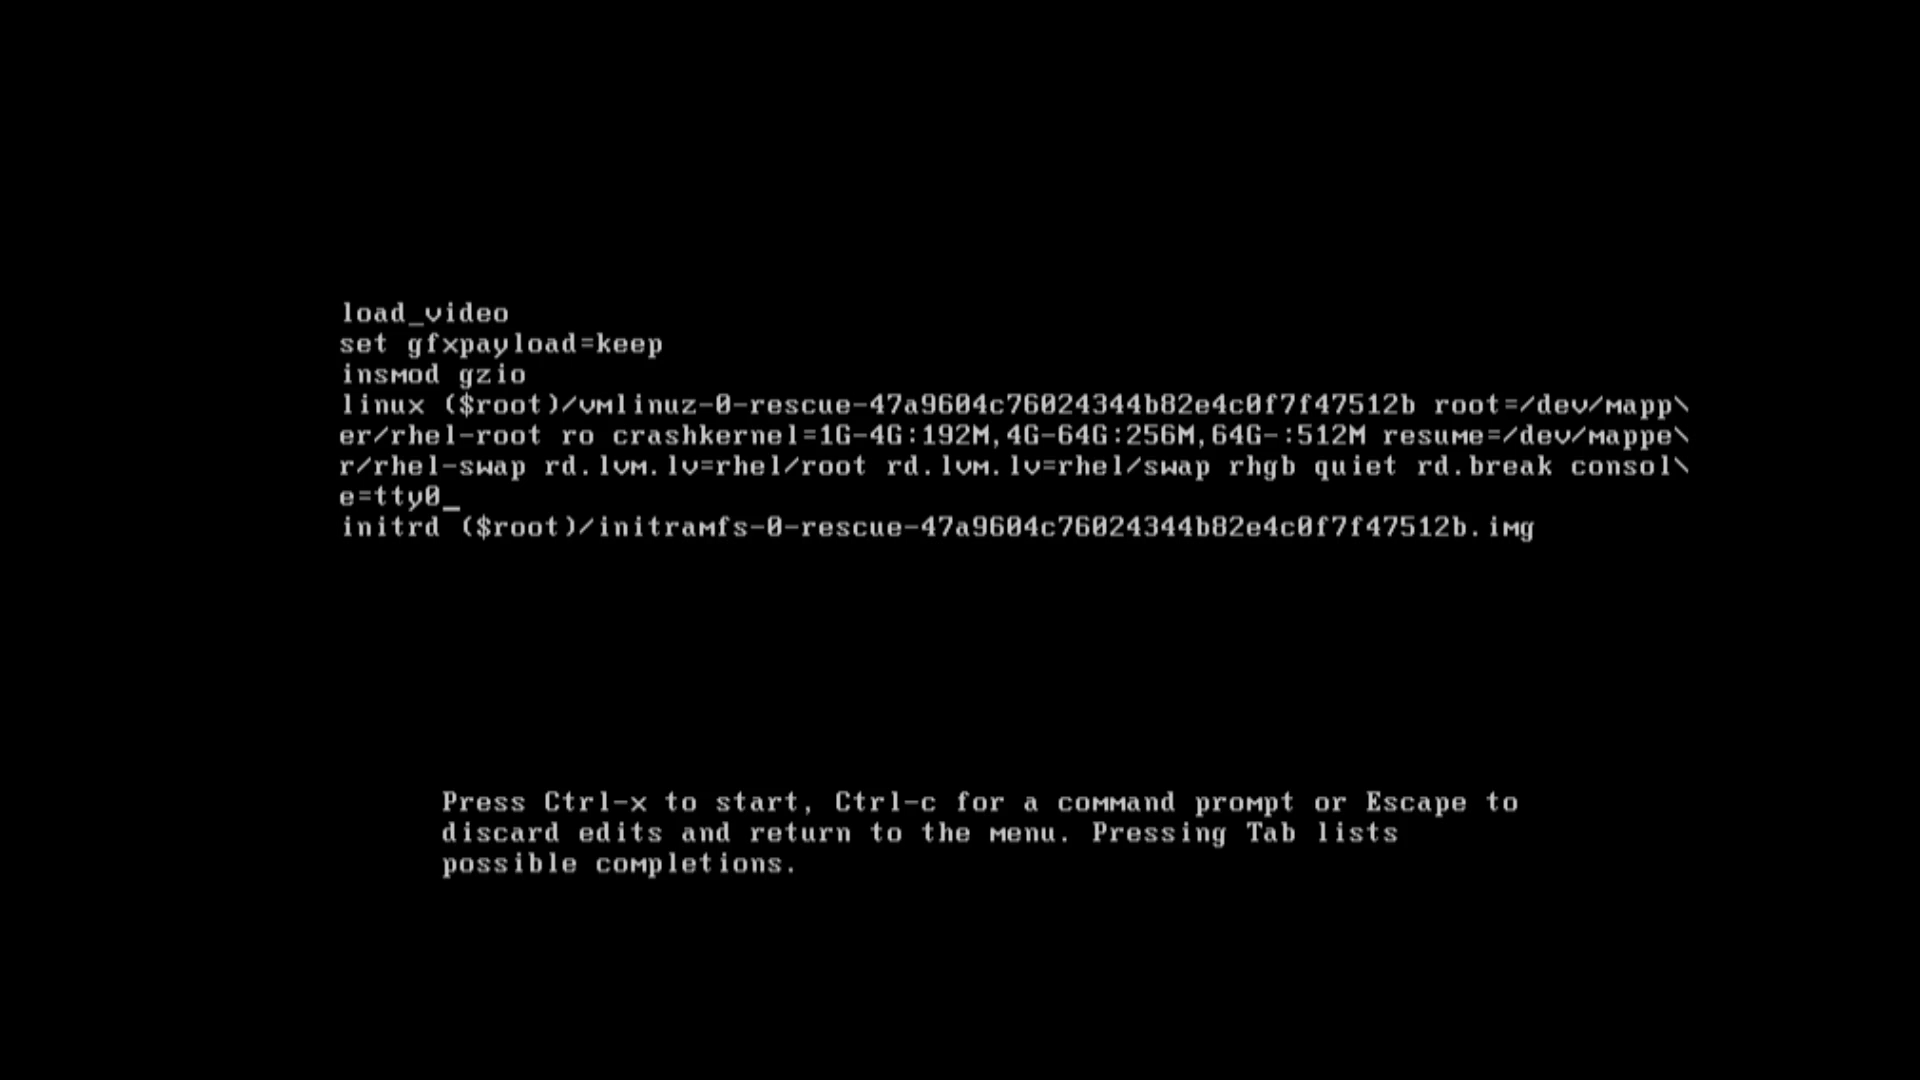 load_video
set gfxpayload=keep
insmod gzio
linux ($root)/vmlinuz-0-rescue-47a9604c76024344b82e4c0f7f47512b root=/dev/mapp\
er/rhel-root ro crashkernel=1G-4G:192M,4G-64G:256M,64G-:512M resume=/dev/mappe\
r/rhel-swap rd.lvm.lv=rhel/root rd.lvm.lv=rhel/swap rhgb quiet rd.break consol\
e=tty0_
initrd ($root)/initramfs-0-rescue-47a9604c76024344b82e4c0f7f47512b.img
Press Ctrl-x to start, Ctrl-c for a command prompt or Escape to
discard edits and return to the menu. Pressing Tab lists
possible completions.